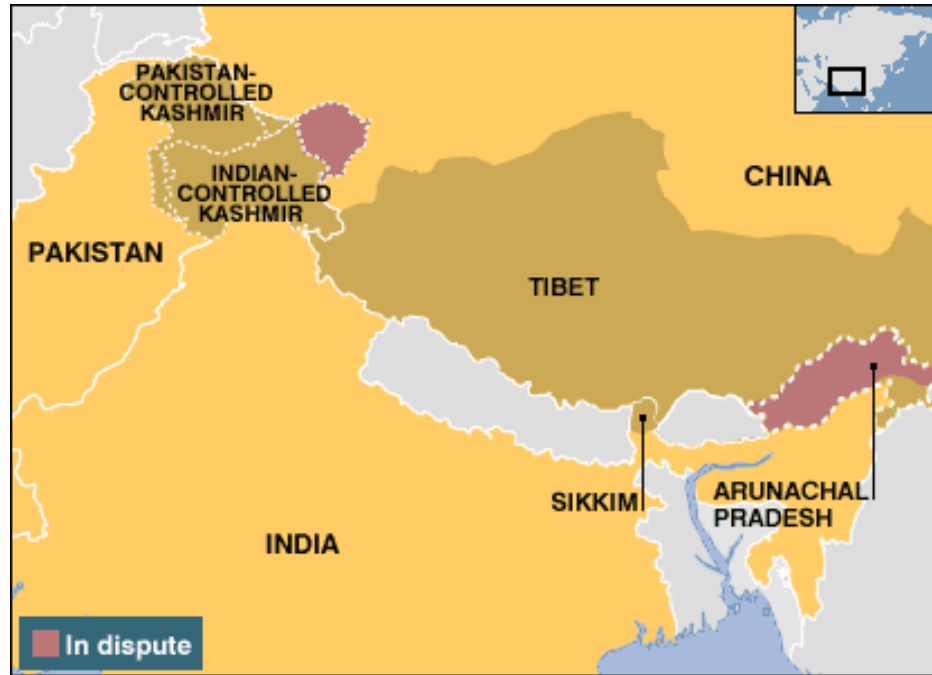 PAKISTAN-
CONTROLLED
KASHMIR
INDIAN-
CONTROLLED
KASHMIR
CHINA
PAKISTAN
TIBET
SIKKIM
ARUNACHAL
PRADESH
INDIA
In dispute